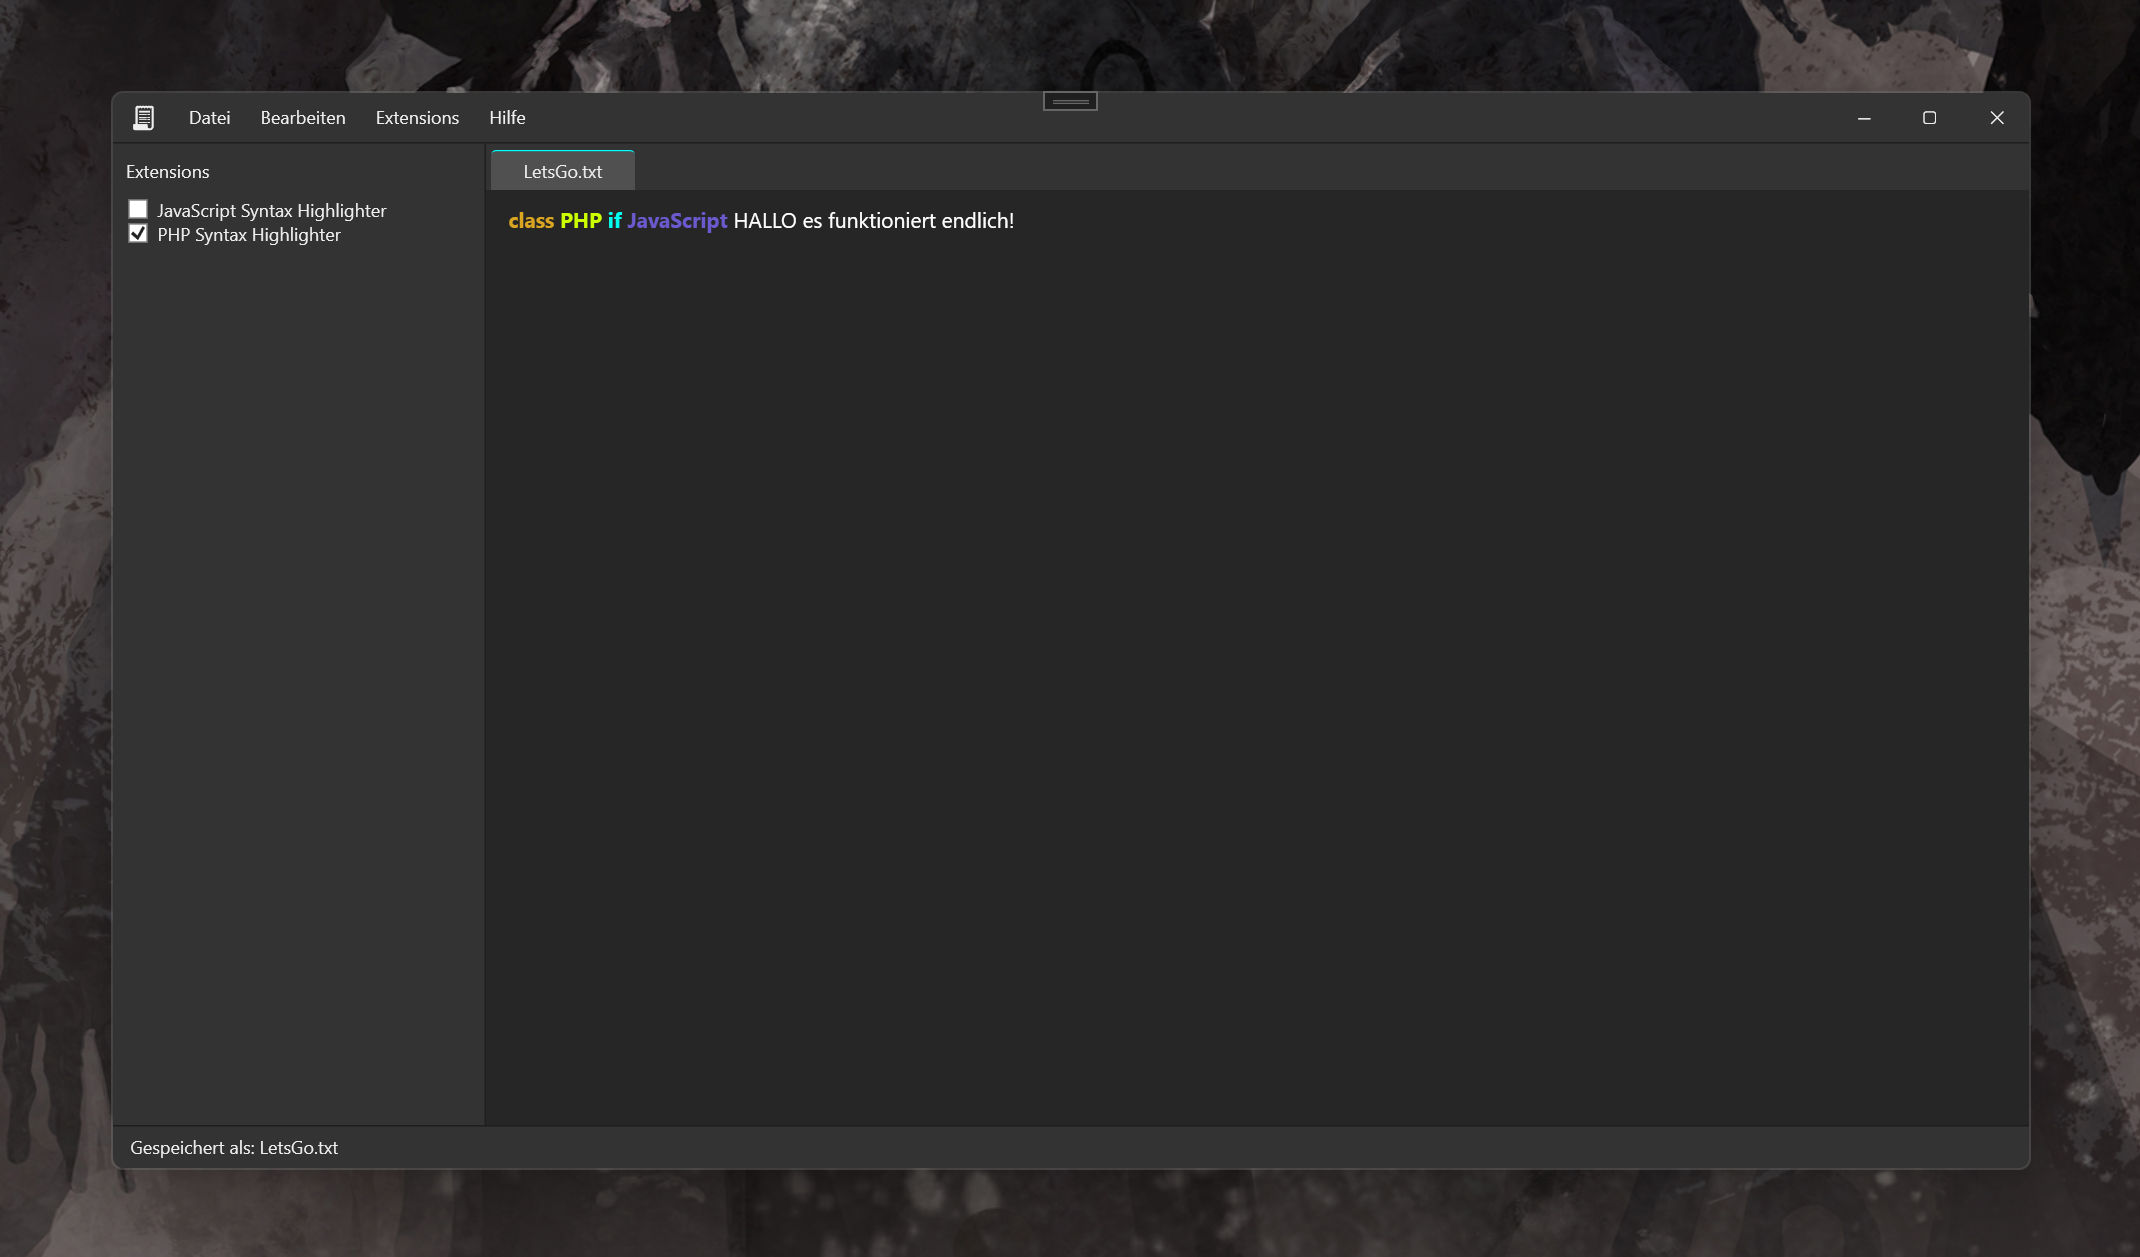 Datei Bearbeiten Extensions Hilfe
Extensions
JavaScript Syntax Highlighter
PHP Syntax Highlighter
LetsGo.txt
class PHP if JavaScript HALLO es funktioniert endlich!
Gespeichert als: LetsGo.txt